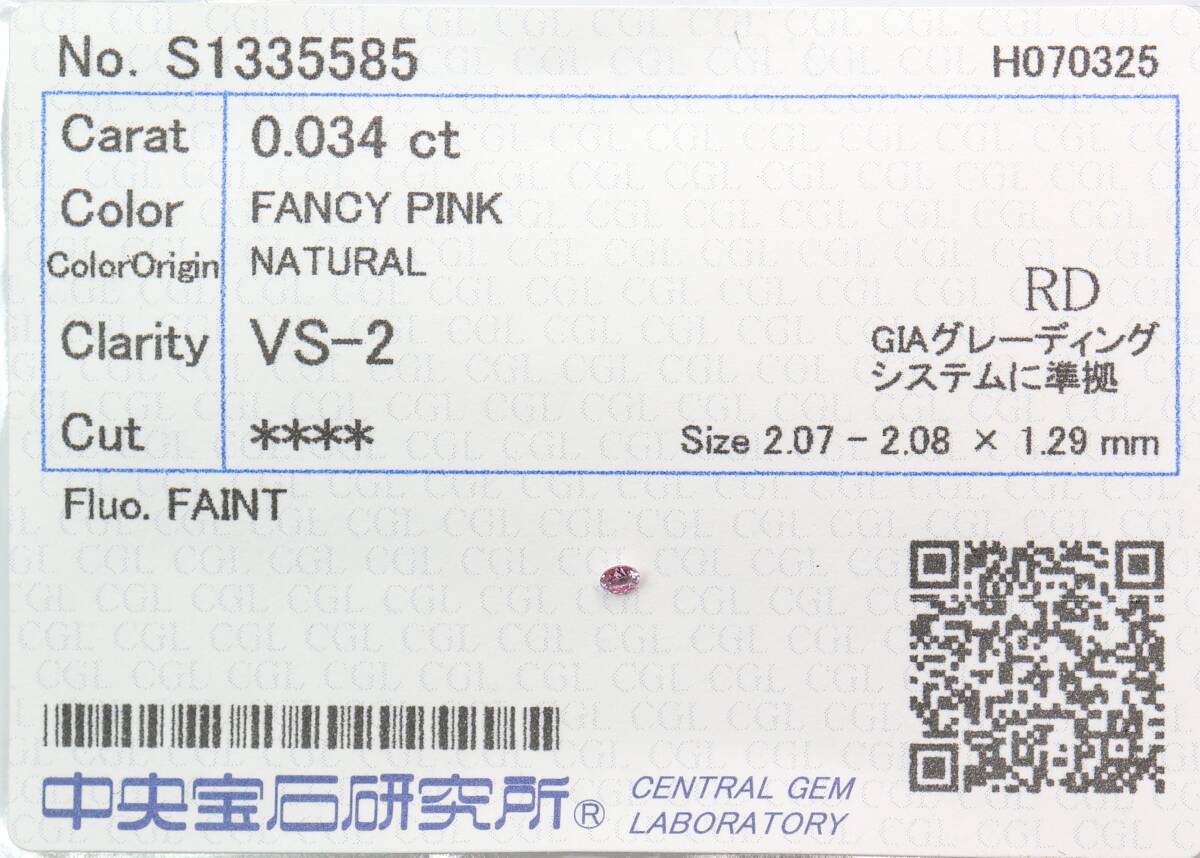 No. S1335585 H070325
Carat 0.034 ct
Color FANCY PINK
ColorOrigin NATURAL
RD
Clarity VS-2 GIAグレーディング
システムに準拠
Cut **** Size 2.07 - 2.08 × 1.29 mm
Fluo. FAINT
中央宝石研究所® CENTRAL GEM
LABORATORY